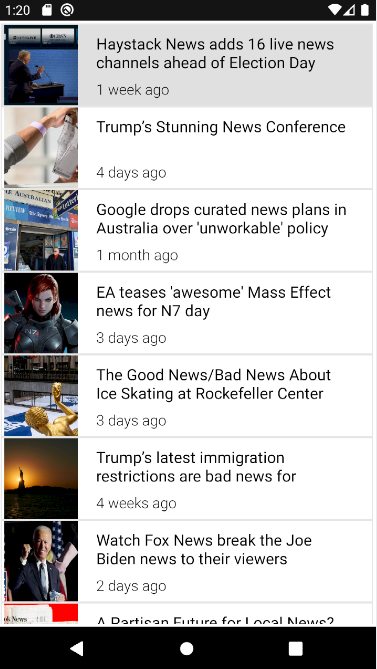 1:20
Haystack News adds 16 live news
channels ahead of Election Day
1 week ago
Trump’s Stunning News Conference
4 days ago
Google drops curated news plans in
Australia over 'unworkable' policy
1 month ago
EA teases 'awesome' Mass Effect
news for N7 day
3 days ago
The Good News/Bad News About
Ice Skating at Rockefeller Center
3 days ago
Trump’s latest immigration
restrictions are bad news for
4 weeks ago
Watch Fox News break the Joe
Biden news to their viewers
2 days ago
A Partisan Future for Local News?